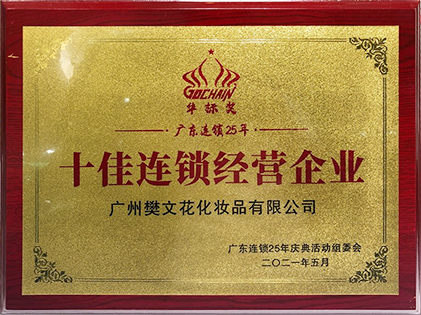 GOCHAIN
华标奖
广东连锁25年
十佳连锁经营企业
广州樊文花化妆品有限公司
广东连锁25年庆典活动组委会
二〇二一年五月